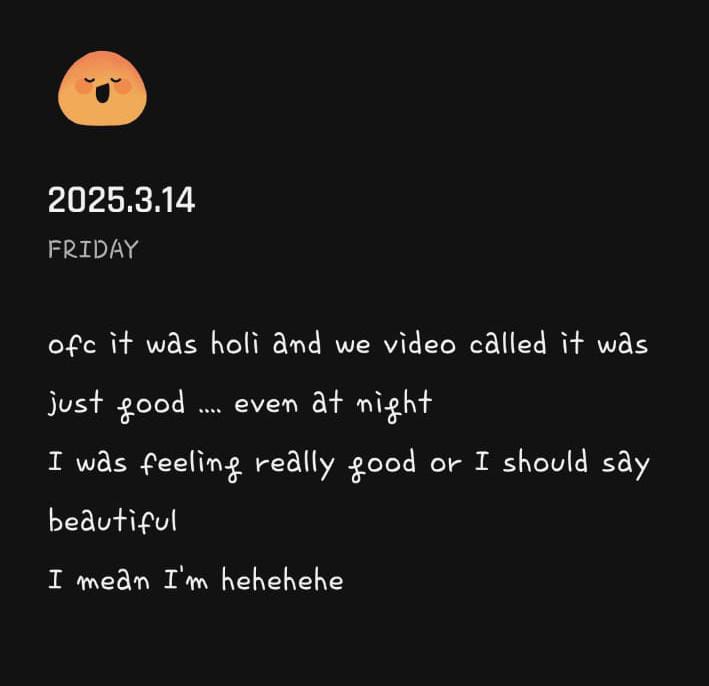 2025.3.14
FRIDAY
ofc it was holi and we video called it was
just good .... even at night
I was feeling really good or I should say
beautiful
I mean I'm hehehehe